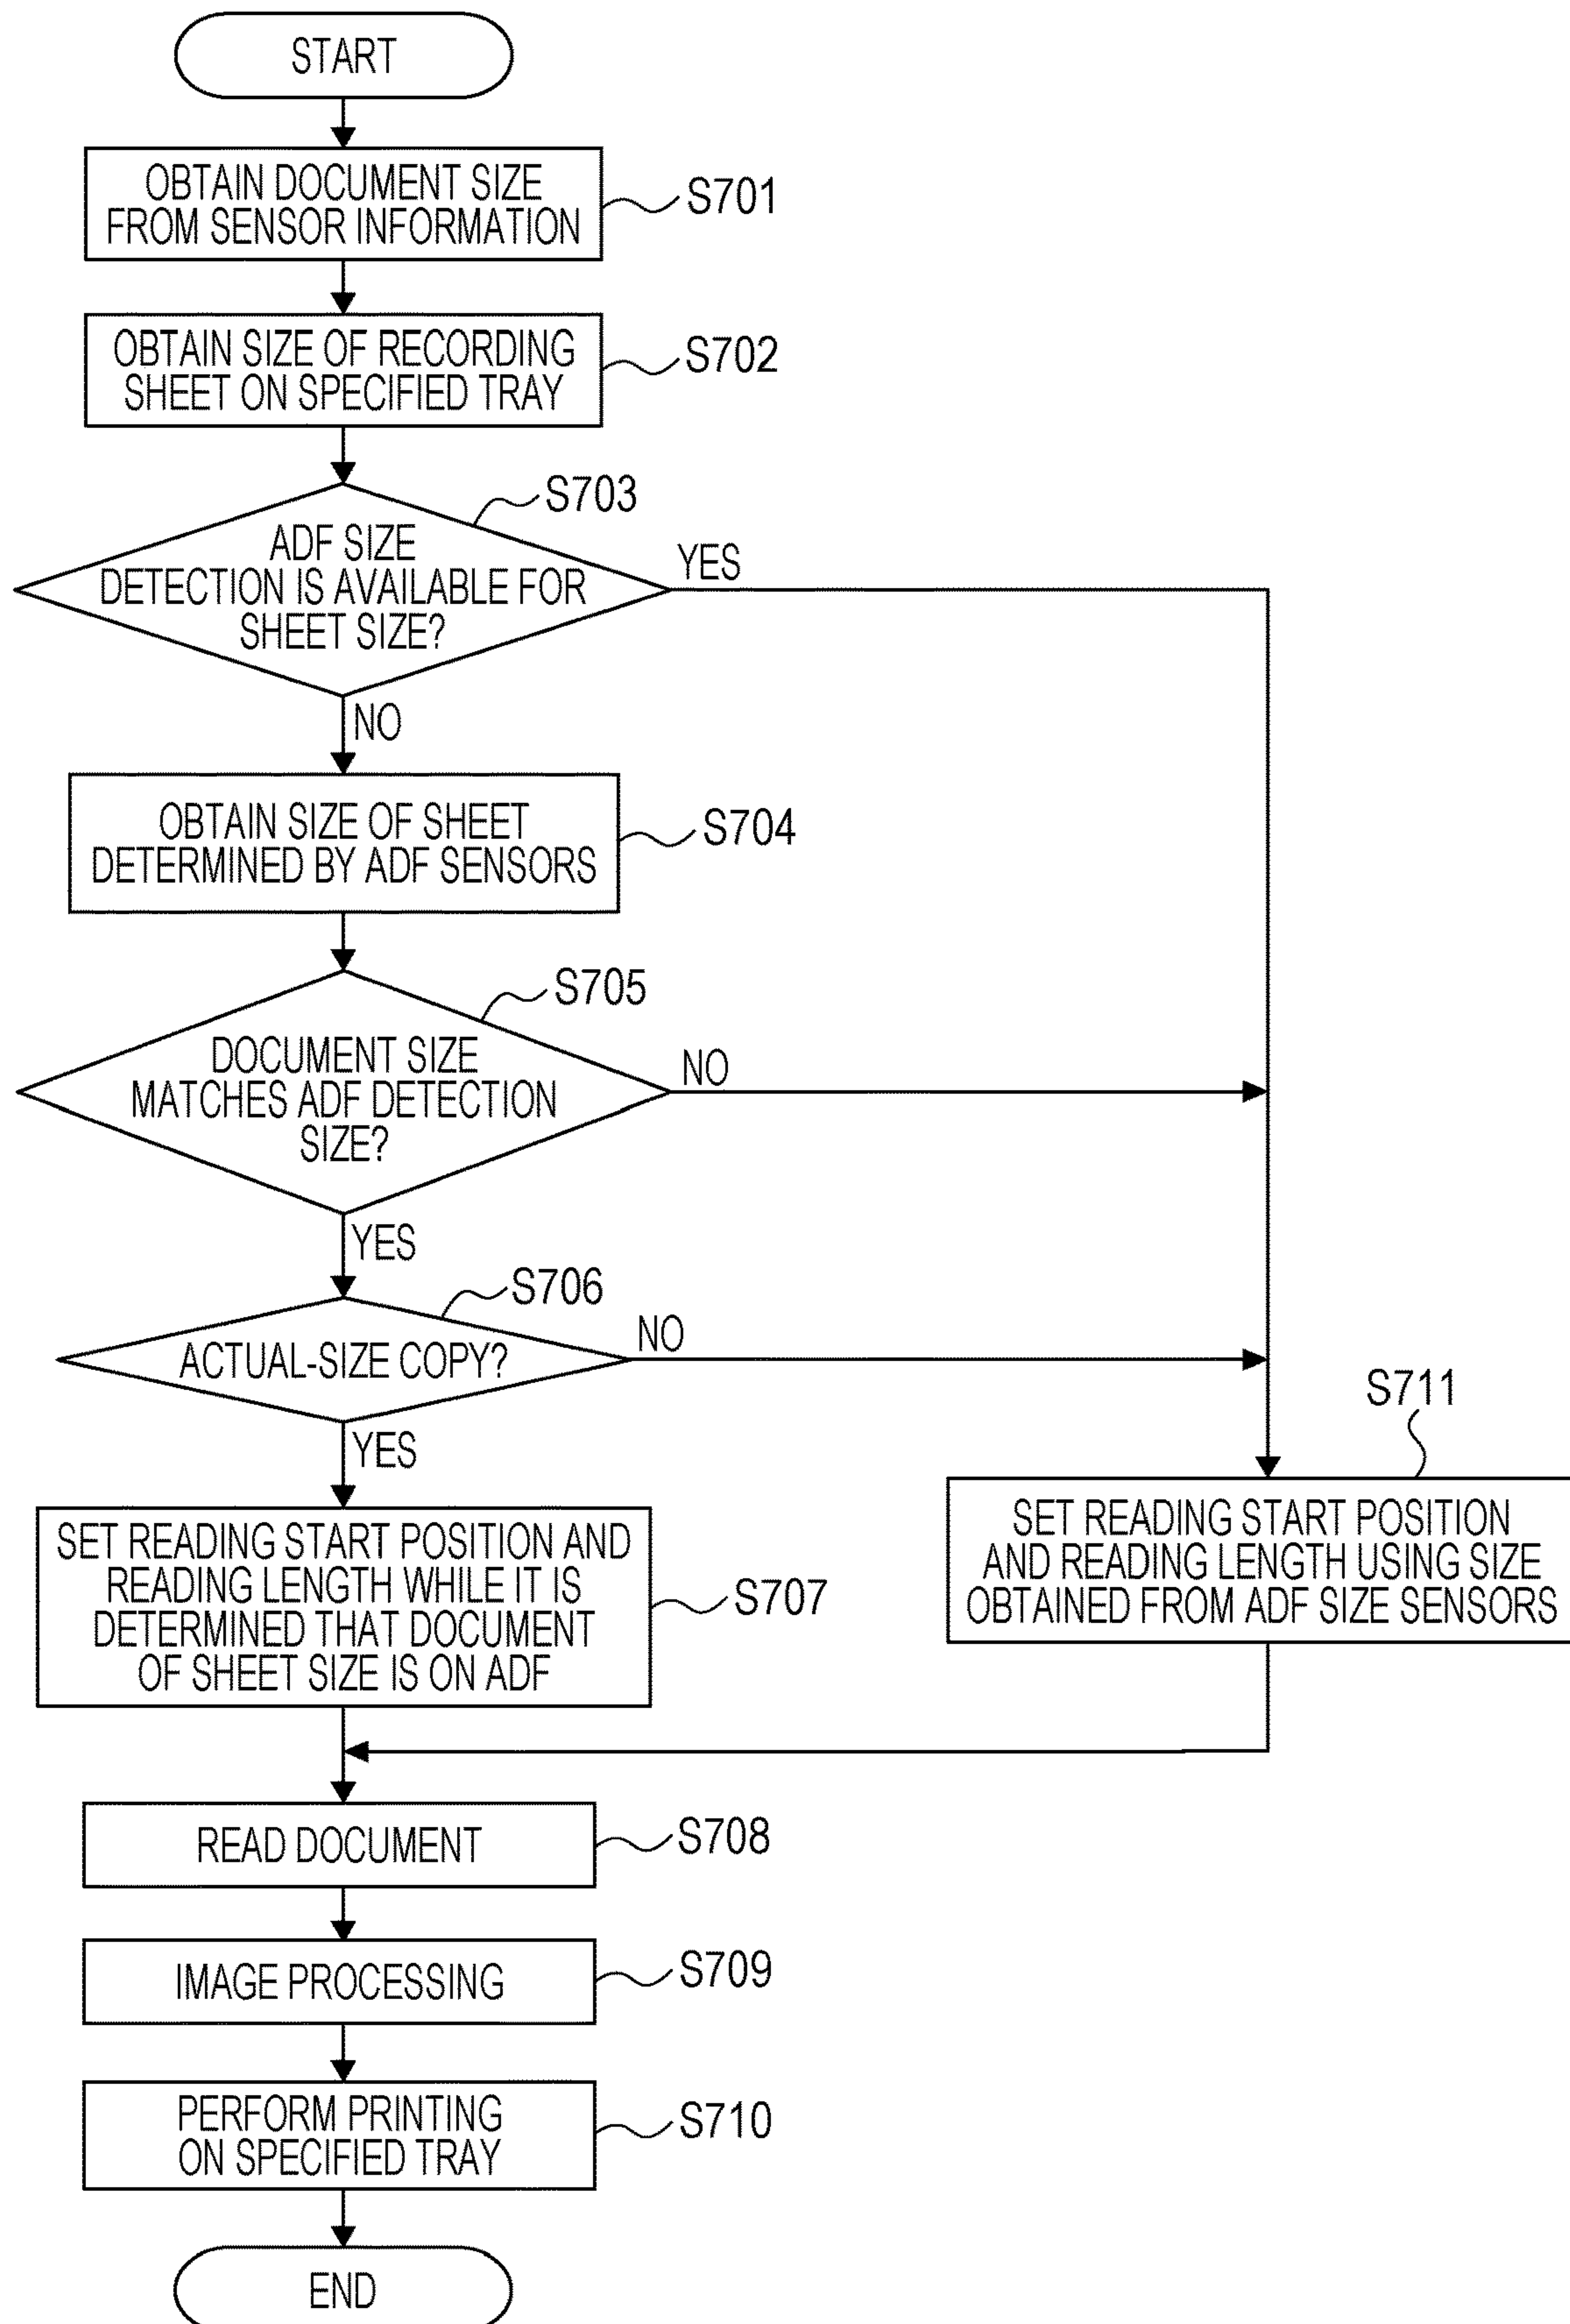 START
OBTAIN DOCUMENT SIZE
FROM SENSOR INFORMATION
S701
OBTAIN SIZE OF RECORDING
SHEET ON SPECIFIED TRAY
S702
S703
ADF SIZE
DETECTION IS AVAILABLE FOR
SHEET SIZE?
YES
NO
OBTAIN SIZE OF SHEET
DETERMINED BY ADF SENSORS
S704
S705
DOCUMENT SIZE
MATCHES ADF DETECTION
SIZE?
NO
YES
S706
ACTUAL-SIZE COPY?
NO
YES
S711
SET READING START POSITION
AND READING LENGTH USING SIZE
OBTAINED FROM ADF SIZE SENSORS
SET READING START POSITION AND
READING LENGTH WHILE IT IS
DETERMINED THAT DOCUMENT
OF SHEET SIZE IS ON ADF
S707
READ DOCUMENT
S708
IMAGE PROCESSING
S709
PERFORM PRINTING
ON SPECIFIED TRAY
S710
END